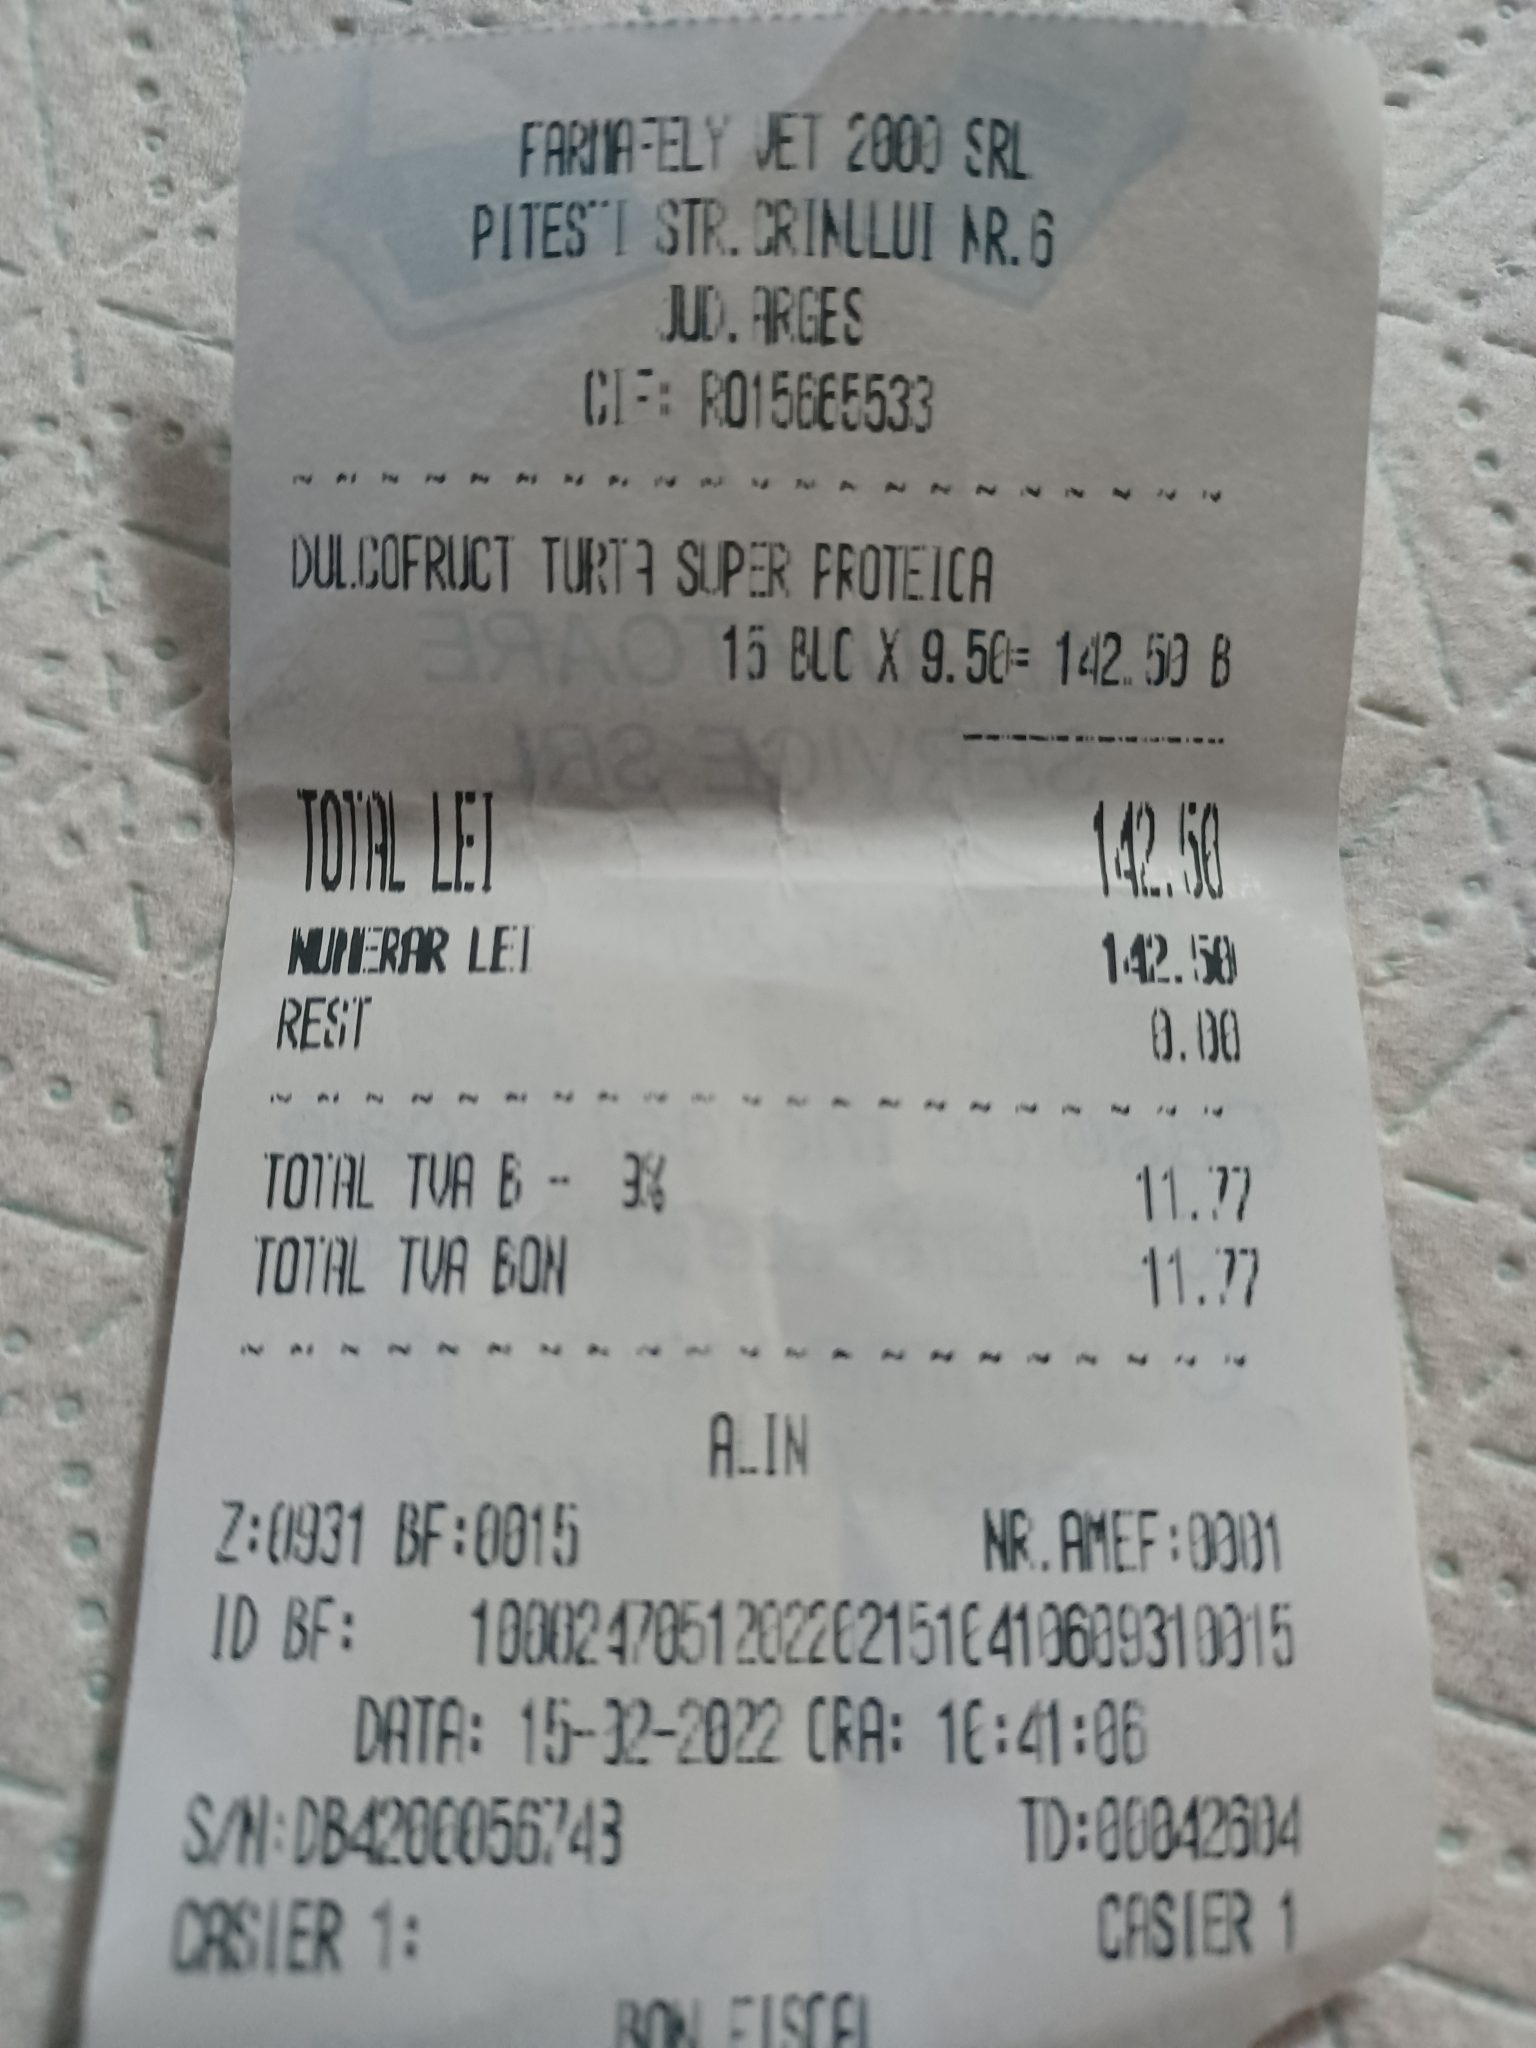 FARMAFELY VET 2000 SRL
PITESTI STR.CRINULUI NR.6
JUD.ARGES
CIF: RO15665533
DULCOFRUCT TURTA SUPER PROTEICA
15 BUC X 9.50= 142.50 B
TOTAL LEI 142.50
NUMERAR LEI 142.50
REST 0.00
TOTAL TVA B - 9% 11.77
TOTAL TVA BON 11.77
ALIN
Z:0931 BF:0015 NR.AMEF:0001
ID BF: 10002470512022021516410609310015
DATA: 15-02-2022 ORA: 16:41:06
S/N:DB4200056743 TD:00042604
CASIER 1: CASIER 1
BON FISCAL